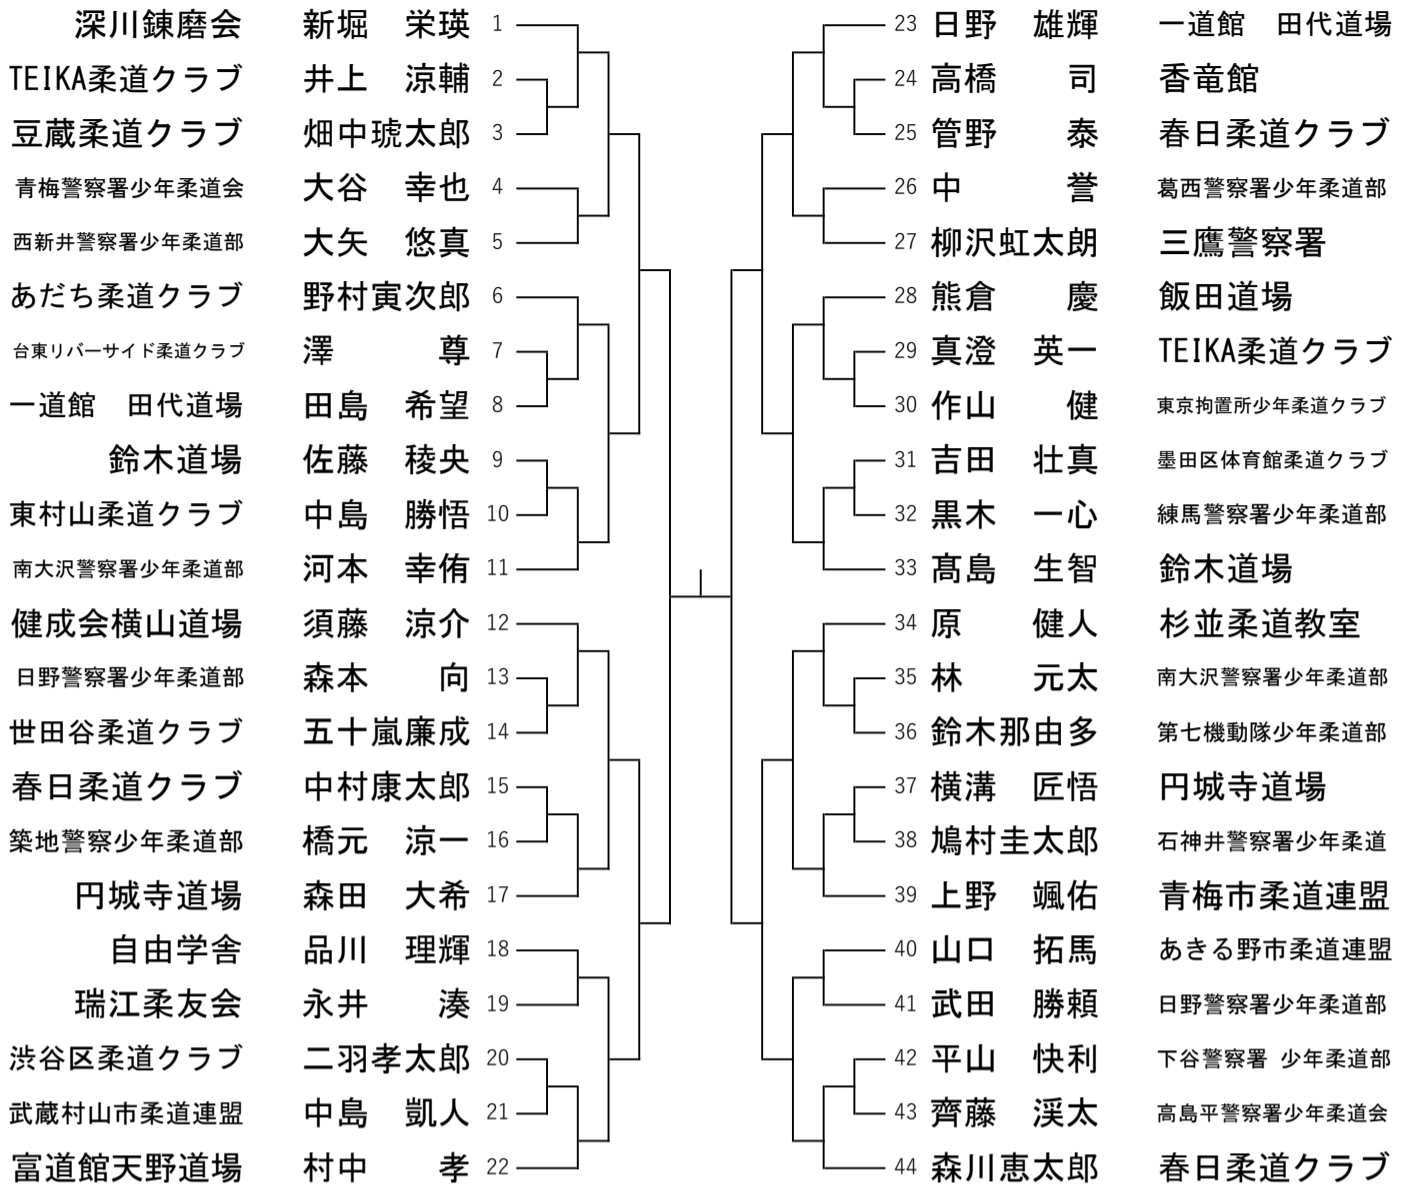 深川錬磨会 新堀 栄瑛 1
TEIKA柔道クラブ 井上 涼輔 2
豆蔵柔道クラブ 畑中琥太郎 3
青梅警察署少年柔道会 大谷 幸也 4
西新井警察署少年柔道部 大矢 悠真 5
あだち柔道クラブ 野村寅次郎 6
台東リバーサイド柔道クラブ 澤 尊 7
一道館 田代道場 田島 希望 8
鈴木道場 佐藤 稜央 9
東村山柔道クラブ 中島 勝悟 10
南大沢警察署少年柔道部 河本 幸侑 11
健成会横山道場 須藤 涼介 12
日野警察署少年柔道部 森本 向 13
世田谷柔道クラブ 五十嵐廉成 14
春日柔道クラブ 中村康太郎 15
築地警察少年柔道部 橋元 涼一 16
円城寺道場 森田 大希 17
自由学舎 品川 理輝 18
瑞江柔友会 永井 湊 19
渋谷区柔道クラブ 二羽孝太郎 20
武蔵村山市柔道連盟 中島 凱人 21
富道館天野道場 村中 孝 22
23 日野 雄輝 一道館 田代道場
24 高橋 司 香竜館
25 管野 泰 春日柔道クラブ
26 中 誉 葛西警察署少年柔道部
27 柳沢虹太朗 三鷹警察署
28 熊倉 慶 飯田道場
29 真澄 英一 TEIKA柔道クラブ
30 作山 健 東京拘置所少年柔道クラブ
31 吉田 壮真 墨田区体育館柔道クラブ
32 黒木 一心 練馬警察署少年柔道部
33 髙島 生智 鈴木道場
34 原 健人 杉並柔道教室
35 林 元太 南大沢警察署少年柔道部
36 鈴木那由多 第七機動隊少年柔道部
37 横溝 匠悟 円城寺道場
38 鳩村圭太郎 石神井警察署少年柔道
39 上野 颯佑 青梅市柔道連盟
40 山口 拓馬 あきる野市柔道連盟
41 武田 勝頼 日野警察署少年柔道部
42 平山 快利 下谷警察署 少年柔道部
43 齊藤 渓太 高島平警察署少年柔道会
44 森川恵太郎 春日柔道クラブ